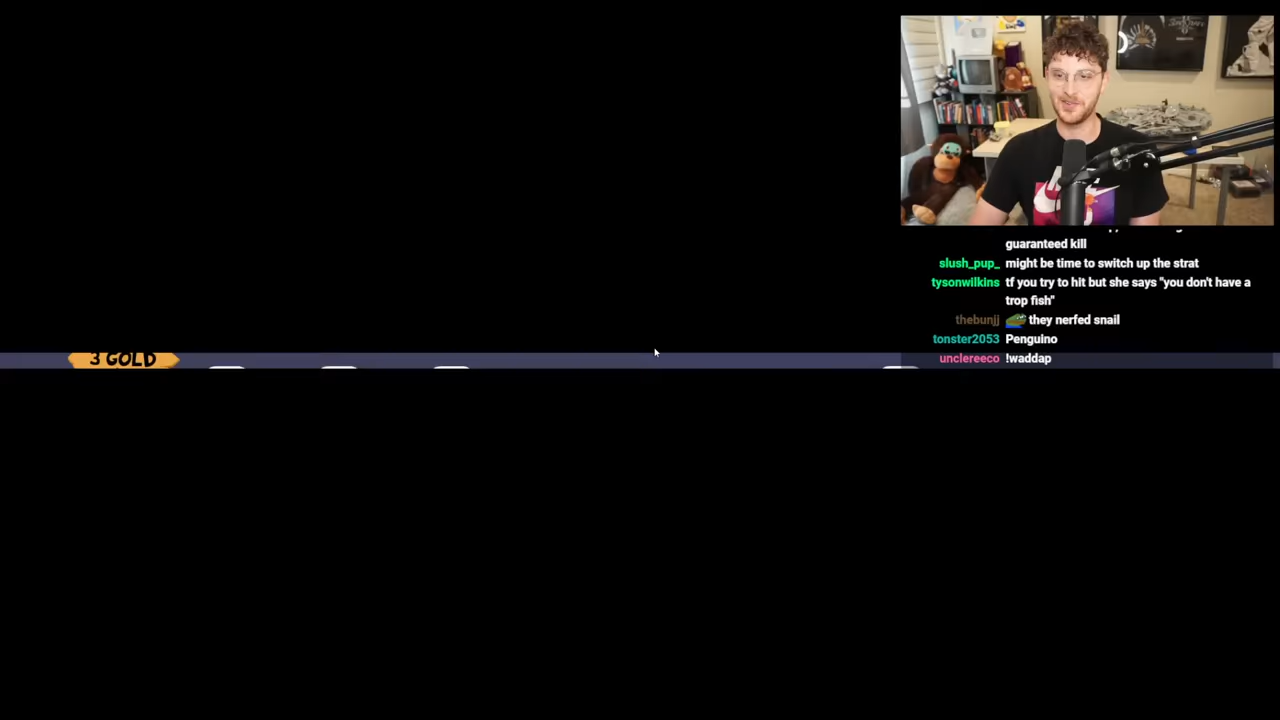 guaranteed kill
slush_pup_ might be time to switch up the strat
tysonwilkins tf you try to hit but she says "you don't have a
trop fish"
thebunjj they nerfed snail
tonster2053 Penguino
3 GOLD
unclereeco !waddap